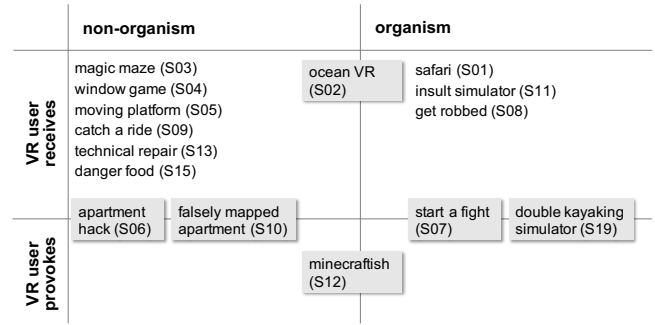 non-organism
organism
VR user
receives
magic maze (S03)
window game (S04)
moving platform (S05)
catch a ride (S09)
technical repair (S13)
danger food (S15)
ocean VR
(S02)
safari (S01)
insult simulator (S11)
get robbed (S08)
apartment
hack (S06)
falsely mapped
apartment (S10)
start a fight
(S07)
double kayaking
simulator (S19)
VR user
provokes
minecraftish
(S12)